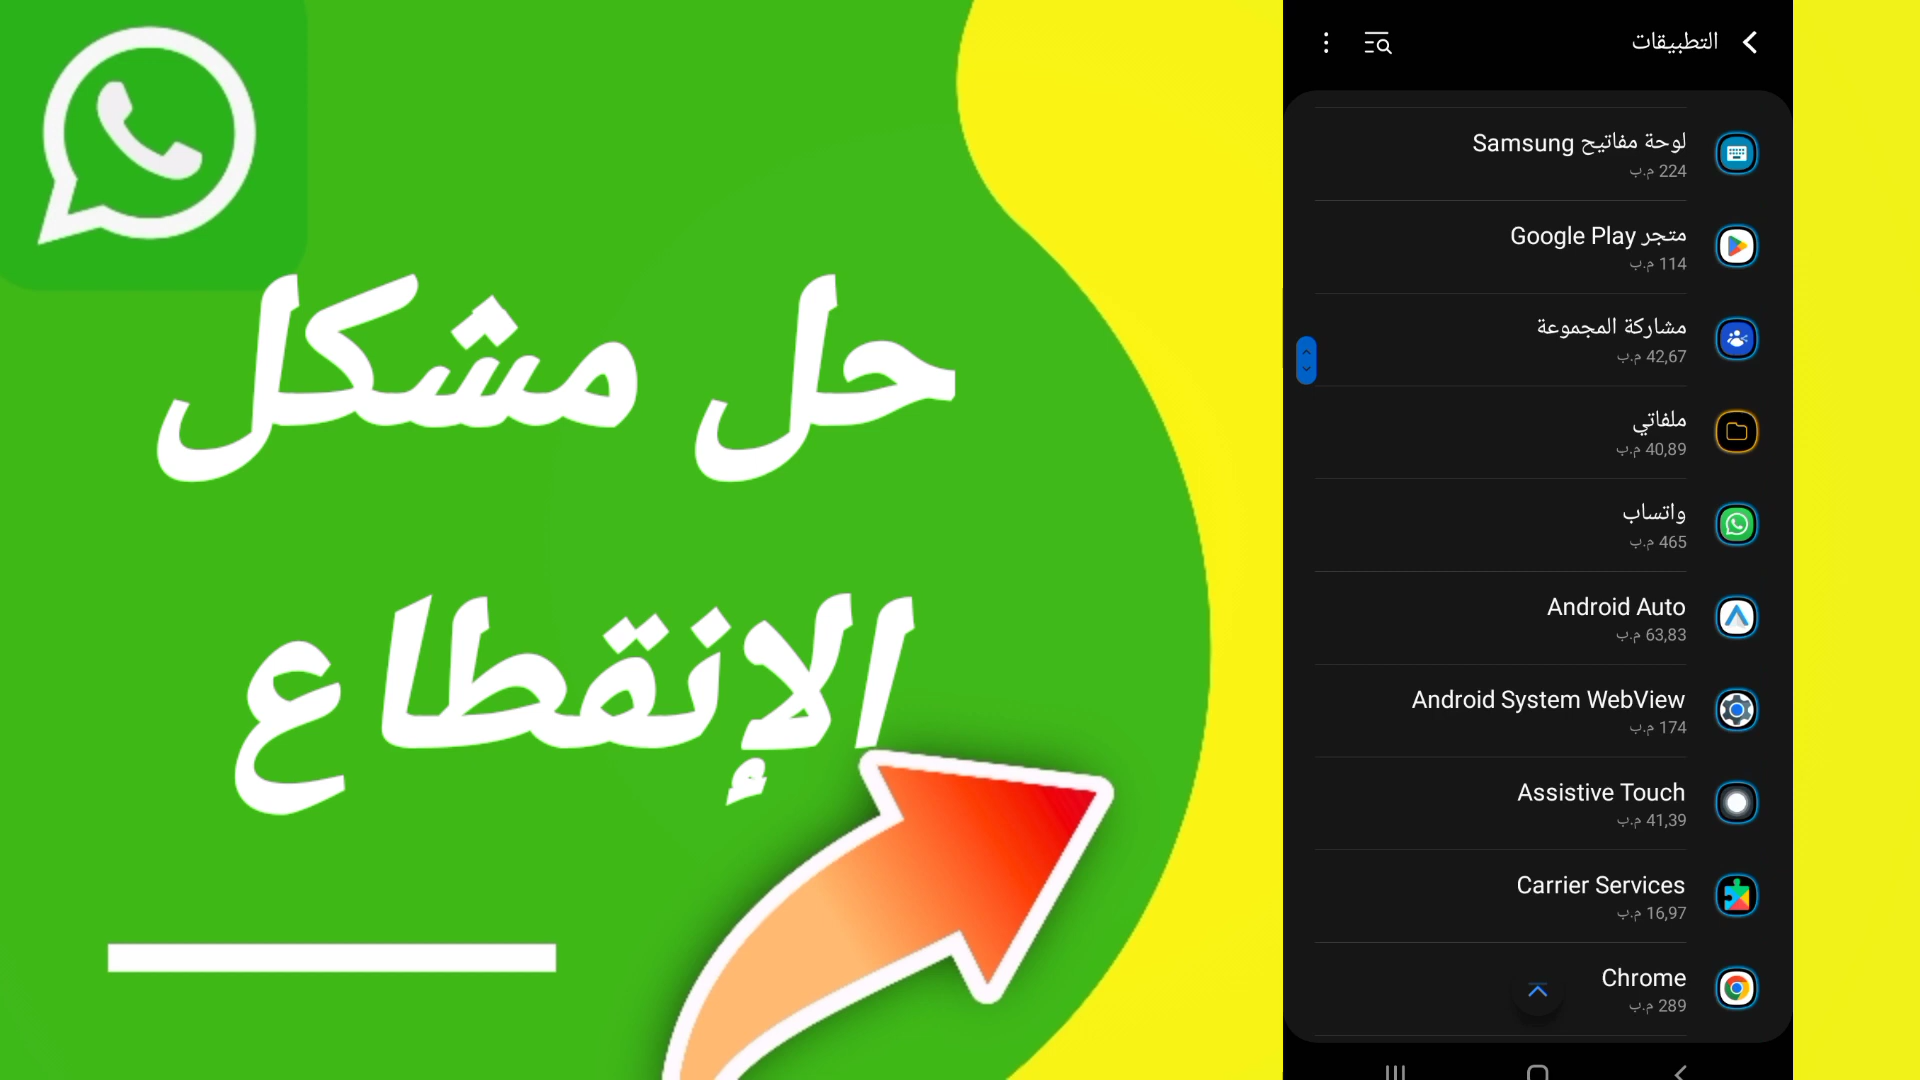 حل مشكل
الإنقطاع
التطبيقات
لوحة مفاتيح Samsung
224 م.ب
متجر Google Play
114 م.ب
مشاركة المجموعة
42,67 م.ب
ملفاتي
40,89 م.ب
واتساب
465 م.ب
Android Auto
63,83 م.ب
Android System WebView
174 م.ب
Assistive Touch
41,39 م.ب
Carrier Services
16,97 م.ب
Chrome
289 م.ب